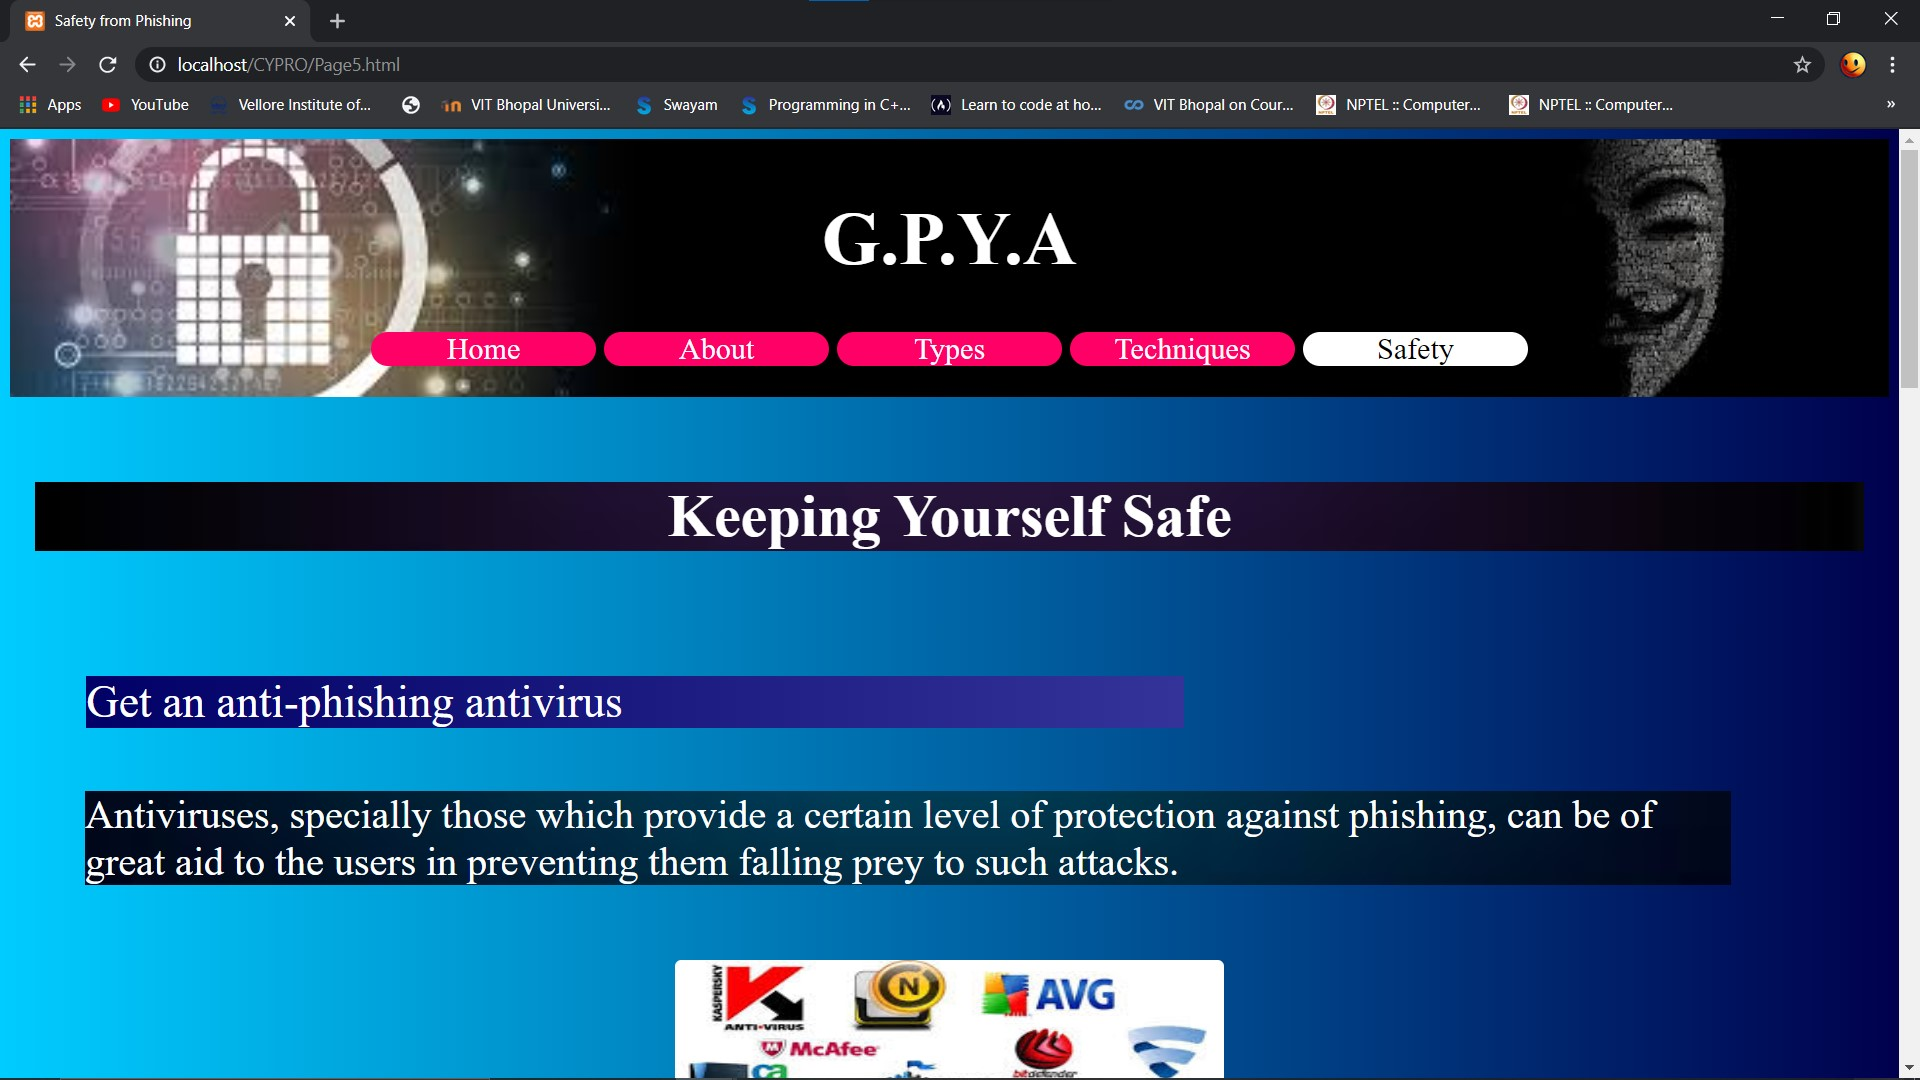 Safety from Phishing
localhost/CYPRO/Page5.html
Apps YouTube Vellore Institute of... VIT Bhopal Universi... Swayam Programming in C+... Learn to code at ho... VIT Bhopal on Cour... NPTEL :: Computer... NPTEL :: Computer... »
G.P.Y.A
Home About Types Techniques Safety
Keeping Yourself Safe
Get an anti-phishing antivirus
Antiviruses, specially those which provide a certain level of protection against phishing, can be of
great aid to the users in preventing them falling prey to such attacks.
KASPERSKY
ANTI-VIRUS
N
AVG
McAfee
ca
bitdefender